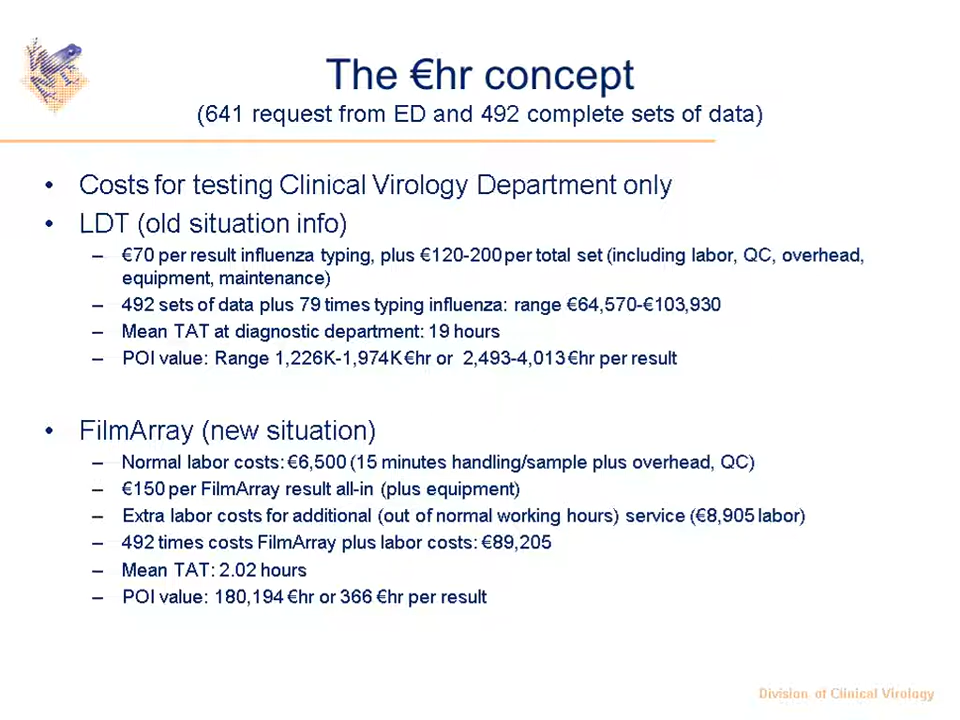 The €hr concept
(641 request from ED and 492 complete sets of data)
• Costs for testing Clinical Virology Department only
• LDT (old situation info)
– €70 per result influenza typing, plus €120-200 per total set (including labor, QC, overhead,
equipment, maintenance)
– 492 sets of data plus 79 times typing influenza: range €64,570-€103,930
– Mean TAT at diagnostic department: 19 hours
– POI value: Range 1,226K-1,974K €hr or 2,493-4,013 €hr per result
• FilmArray (new situation)
– Normal labor costs: €6,500 (15 minutes handling/sample plus overhead, QC)
– €150 per FilmArray result all-in (plus equipment)
– Extra labor costs for additional (out of normal working hours) service (€8,905 labor)
– 492 times costs FilmArray plus labor costs: €89,205
– Mean TAT: 2.02 hours
– POI value: 180,194 €hr or 366 €hr per result
Division of Clinical Virology